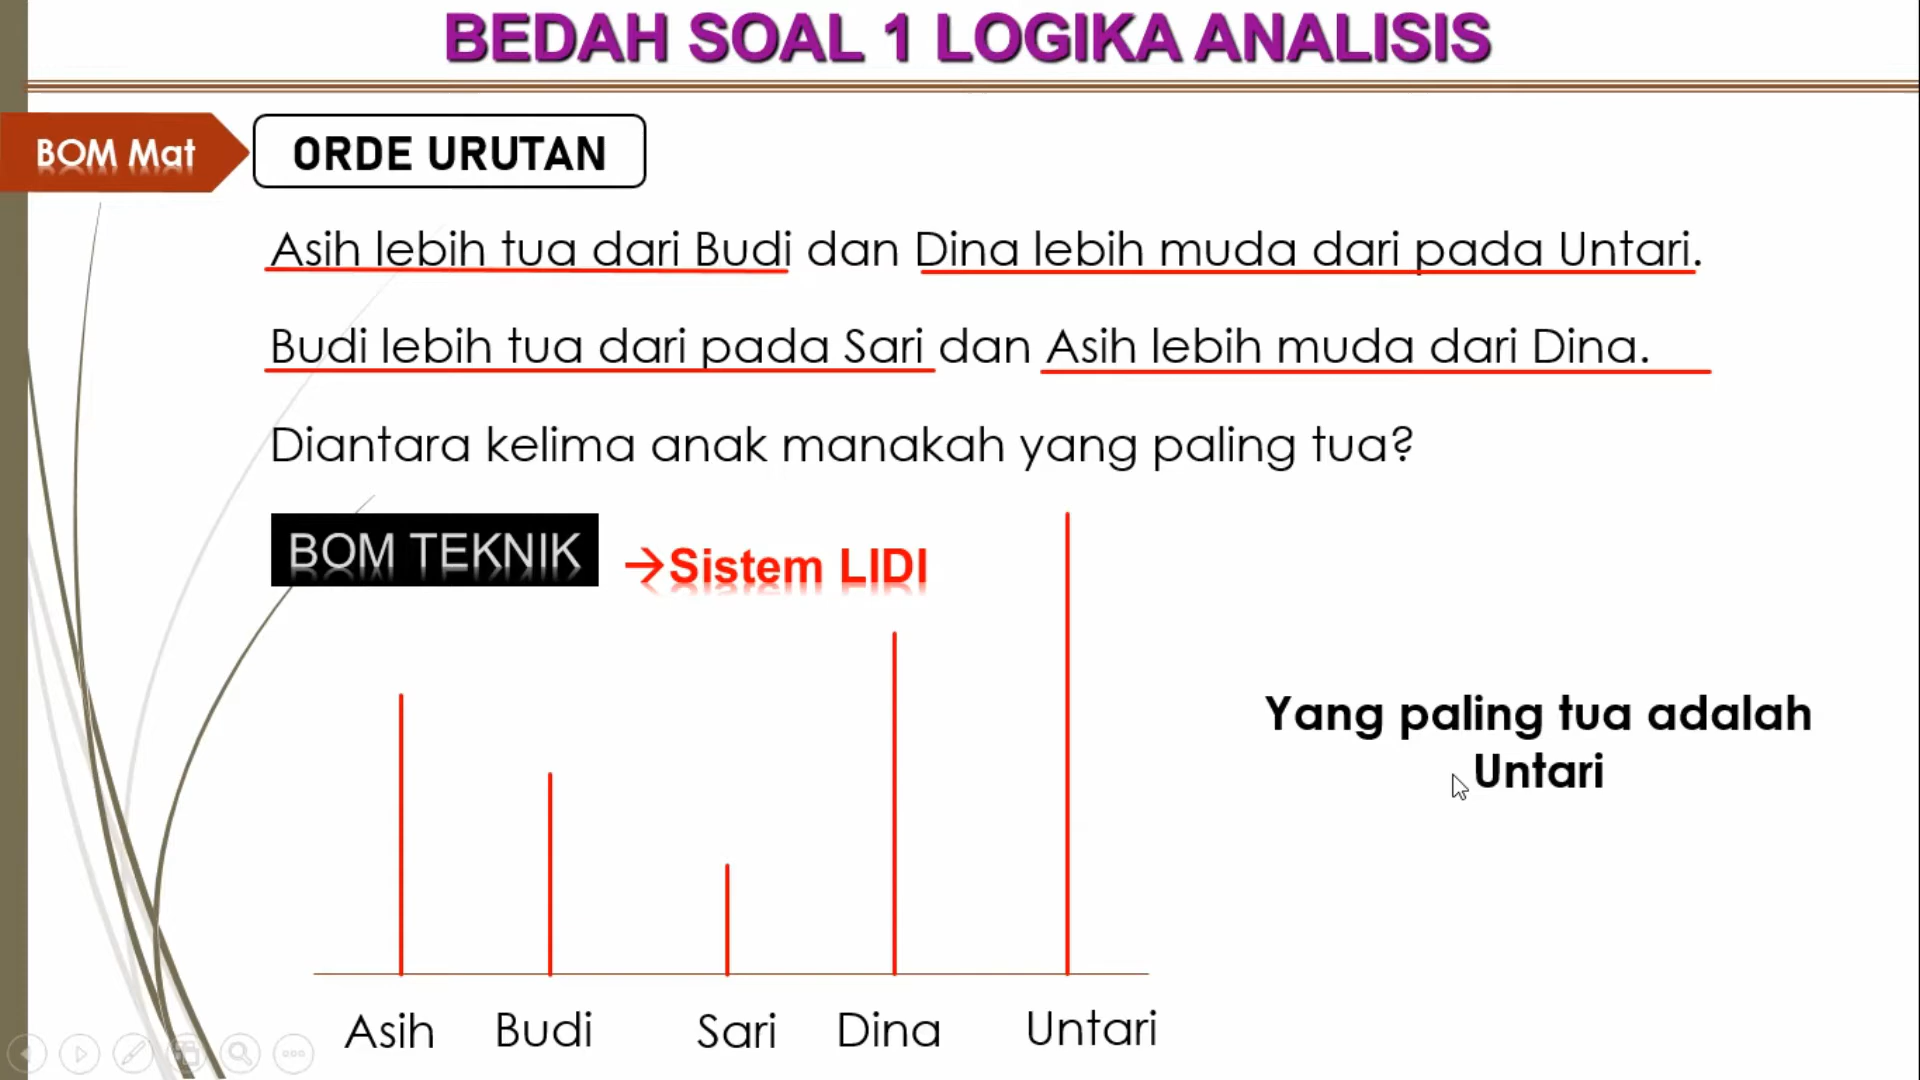 BEDAH SOAL 1 LOGIKA ANALISIS
BOM Mat
ORDE URUTAN
Asih lebih tua dari Budi dan Dina lebih muda dari pada Untari.
Budi lebih tua dari pada Sari dan Asih lebih muda dari Dina.
Diantara kelima anak manakah yang paling tua?
BOM TEKNIK
→Sistem LIDI
Yang paling tua adalah
Untari
Asih Budi Sari Dina Untari